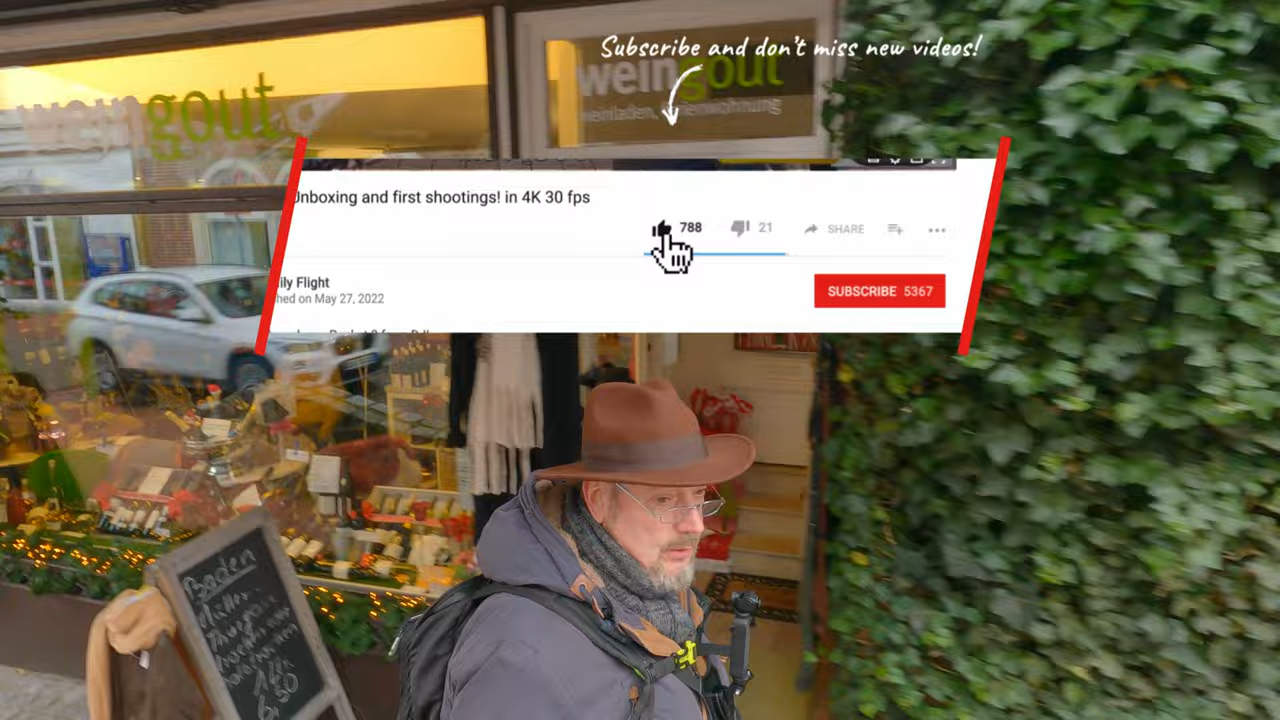 Subscribe and don't miss new videos!
weingout
weingout
weinladen,
Unboxing and first shootings! in 4K 30 fps
788
21
SHARE
ily Flight
hed on May 27, 2022
SUBSCRIBE 5367
Baden
6,50